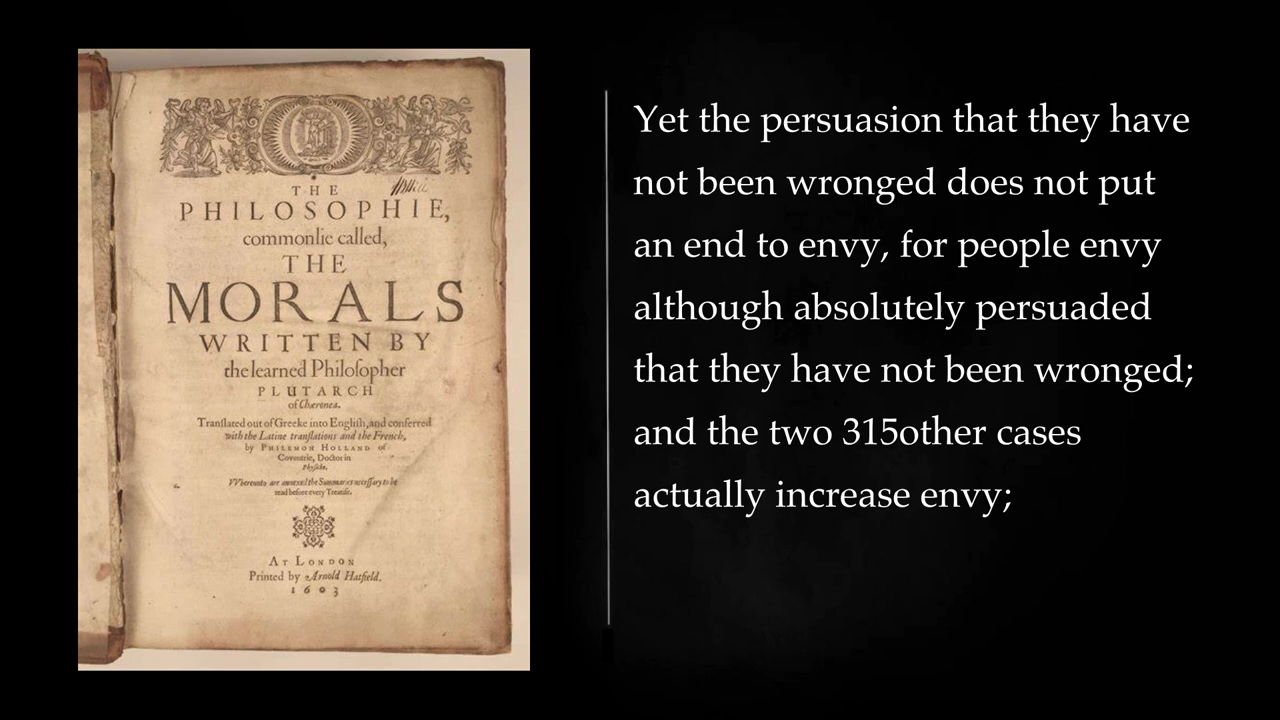 THE
PHILOSOPHIE,
commonlie called,
THE
MORALS
WRITTEN BY
the learned Philoſopher
PLUTARCH
of Chæronea.
Tranſlated out of Greeke into Engliſh, and conferred
with the Latine tranſlations and the French,
by PHILEMON HOLLAND of
Coventrie, Doctor in
Phyſicke.
VVhereunto are annexed the Summaries neceſſary to be
read before every Treatiſe.
AT LONDON
Printed by Arnold Hatfield.
1603
Yet the persuasion that they have
not been wronged does not put
an end to envy, for people envy
although absolutely persuaded
that they have not been wronged;
and the two 315other cases
actually increase envy;